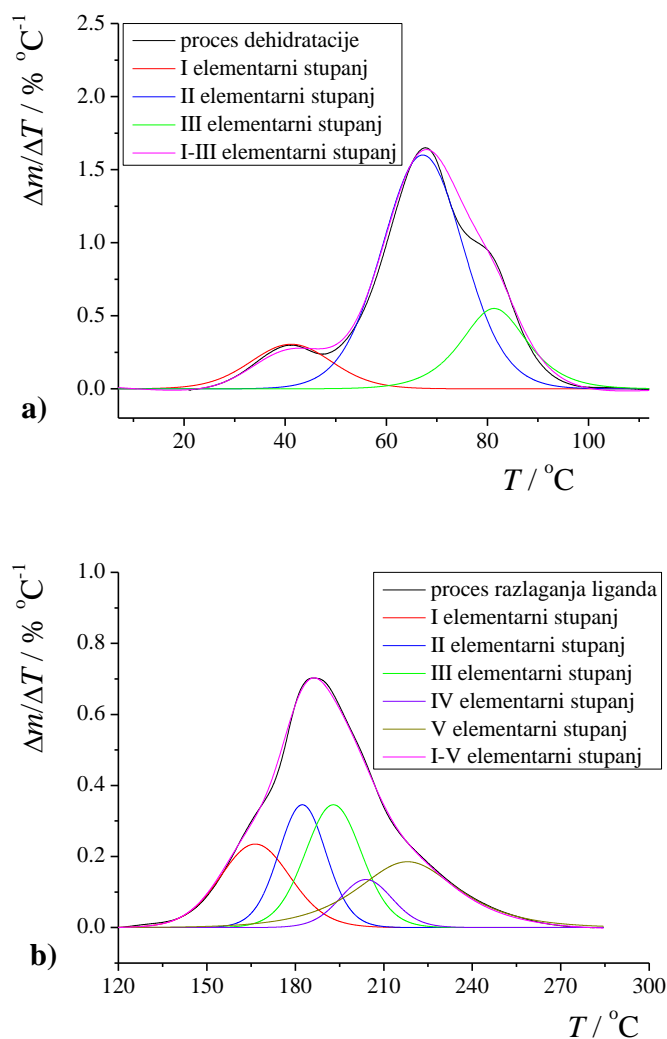 2.5
2.0
1.5
1.0
0.5
0.0
Δm/ΔT / % °C⁻¹
proces dehidratacije
I elementarni stupanj
II elementarni stupanj
III elementarni stupanj
I-III elementarni stupanj
20 40 60 80 100
a)
T / °C
1.0
0.8
0.6
0.4
0.2
0.0
Δm/ΔT / % °C⁻¹
proces razlaganja liganda
I elementarni stupanj
II elementarni stupanj
III elementarni stupanj
IV elementarni stupanj
V elementarni stupanj
I-V elementarni stupanj
b)
120 150 180 210 240 270 300
T / °C